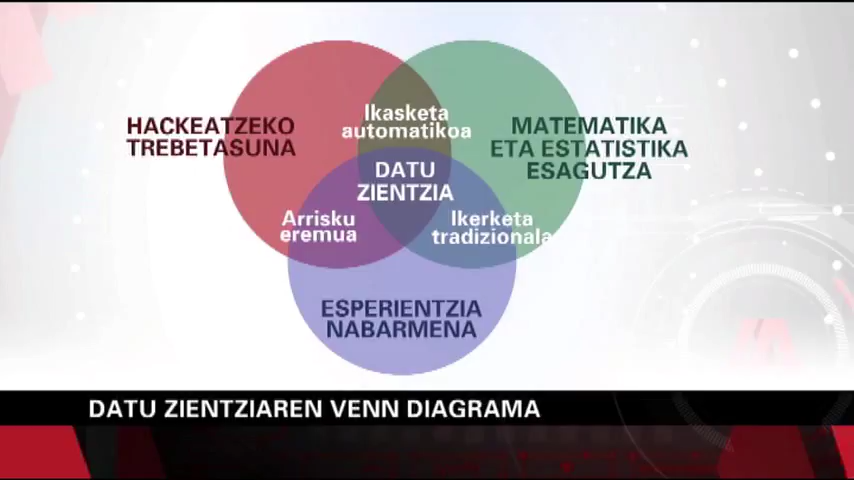 HACKEATZEKO
TREBETASUNA
Ikasketa
automatikoa
MATEMATIKA
ETA ESTATISTIKA
ESAGUTZA
DATU
ZIENTZIA
Arrisku
eremua
Ikerketa
tradizionala
ESPERIENTZIA
NABARMENA
DATU ZIENTZIAREN VENN DIAGRAMA